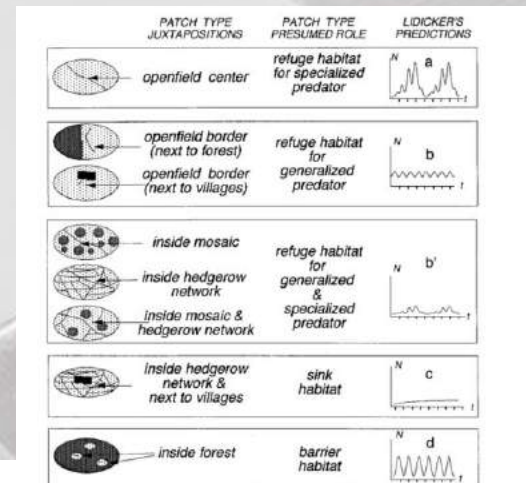 PATCH TYPE
JUXTAPOSITIONS
PATCH TYPE
PRESUMED ROLE
LIDICKER'S
PREDICTIONS
openfield center
refuge habitat
for specialized
predator
N
a
t
openfield border
(next to forest)
openfield border
(next to villages)
refuge habitat
for
generalized
predator
N
b
t
inside mosaic
inside hedgerow
network
inside mosaic &
hedgerow network
refuge habitat
for
generalized
&
specialized
predator
N
b'
t
inside hedgerow
network &
next to villages
sink
habitat
N
c
t
inside forest
barrier
habitat
N
d
t